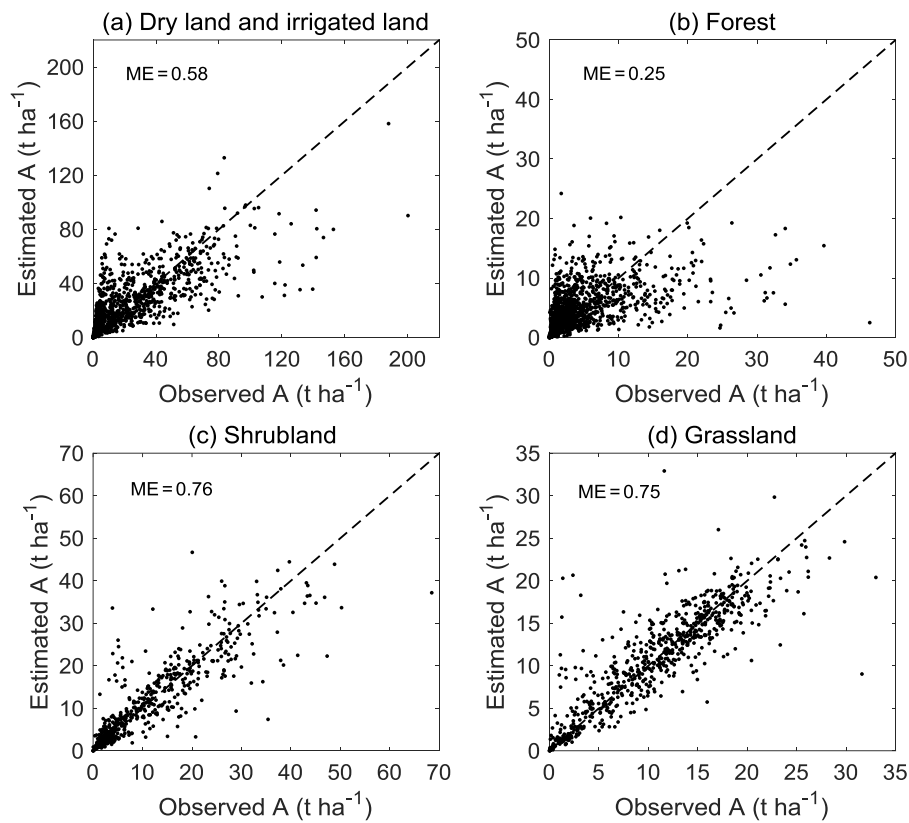 (a) Dry land and irrigated land
ME=0.58
Estimated A (t ha⁻¹)
200
160
120
80
40
0
0 40 80 120 160 200
Observed A (t ha⁻¹)
(b) Forest
ME=0.25
Estimated A (t ha⁻¹)
50
40
30
20
10
0
0 10 20 30 40 50
Observed A (t ha⁻¹)
(c) Shrubland
ME=0.76
Estimated A (t ha⁻¹)
70
60
50
40
30
20
10
0
0 10 20 30 40 50 60 70
Observed A (t ha⁻¹)
(d) Grassland
ME=0.75
Estimated A (t ha⁻¹)
35
30
25
20
15
10
5
0
0 5 10 15 20 25 30 35
Observed A (t ha⁻¹)